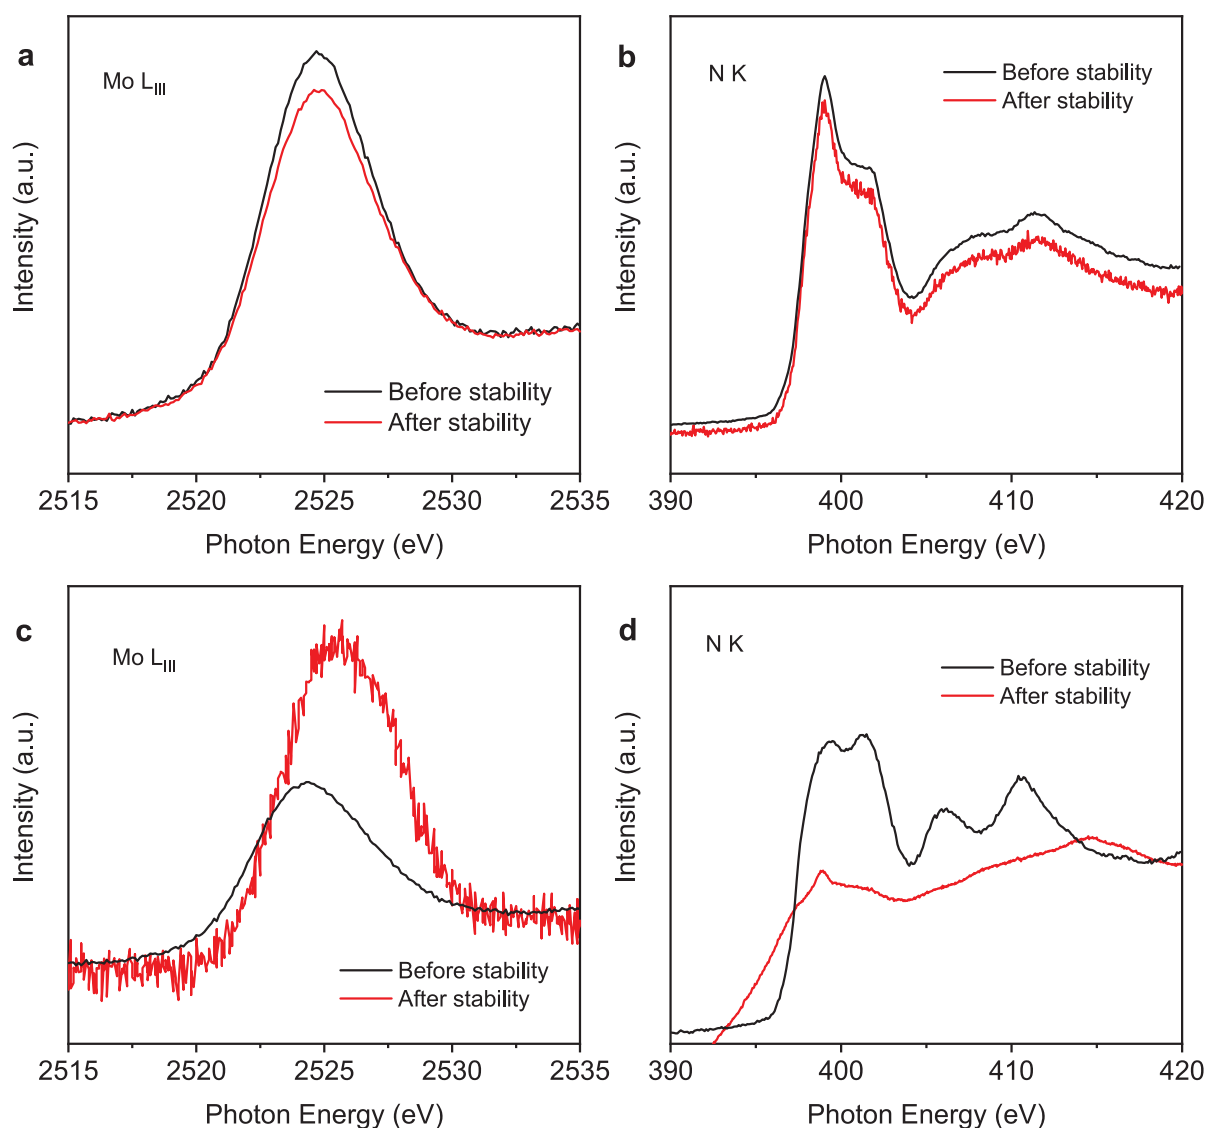 a
Mo L_III
Intensity (a.u.)
Before stability
After stability
2515 2520 2525 2530 2535
Photon Energy (eV)
b
N K
Before stability
After stability
Intensity (a.u.)
390 400 410 420
Photon Energy (eV)
c
Mo L_III
Intensity (a.u.)
Before stability
After stability
2515 2520 2525 2530 2535
Photon Energy (eV)
d
N K
Before stability
After stability
Intensity (a.u.)
390 400 410 420
Photon Energy (eV)